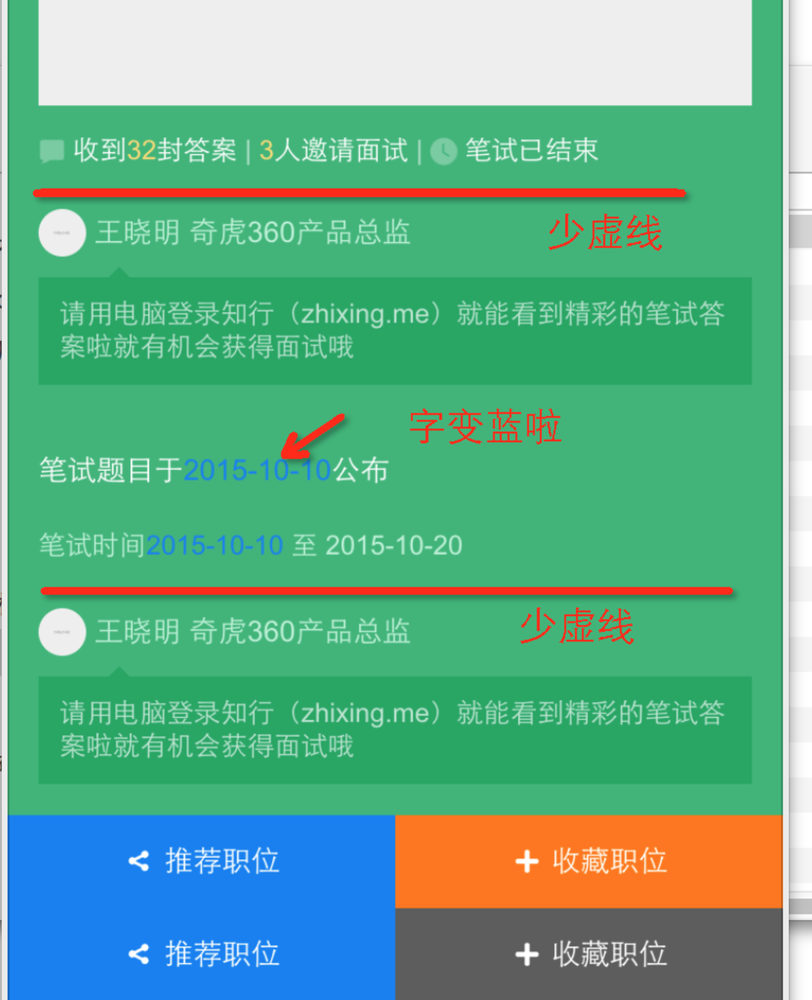 收到32封答案 | 3人邀请面试 | 笔试已结束
王晓明 奇虎360产品总监
少虚线
请用电脑登录知行（zhixing.me）就能看到精彩的笔试答
案啦就有机会获得面试哦
字变蓝啦
笔试题目于2015-10-10公布
笔试时间2015-10-10 至 2015-10-20
王晓明 奇虎360产品总监
少虚线
请用电脑登录知行（zhixing.me）就能看到精彩的笔试答
案啦就有机会获得面试哦
推荐职位
收藏职位
推荐职位
收藏职位